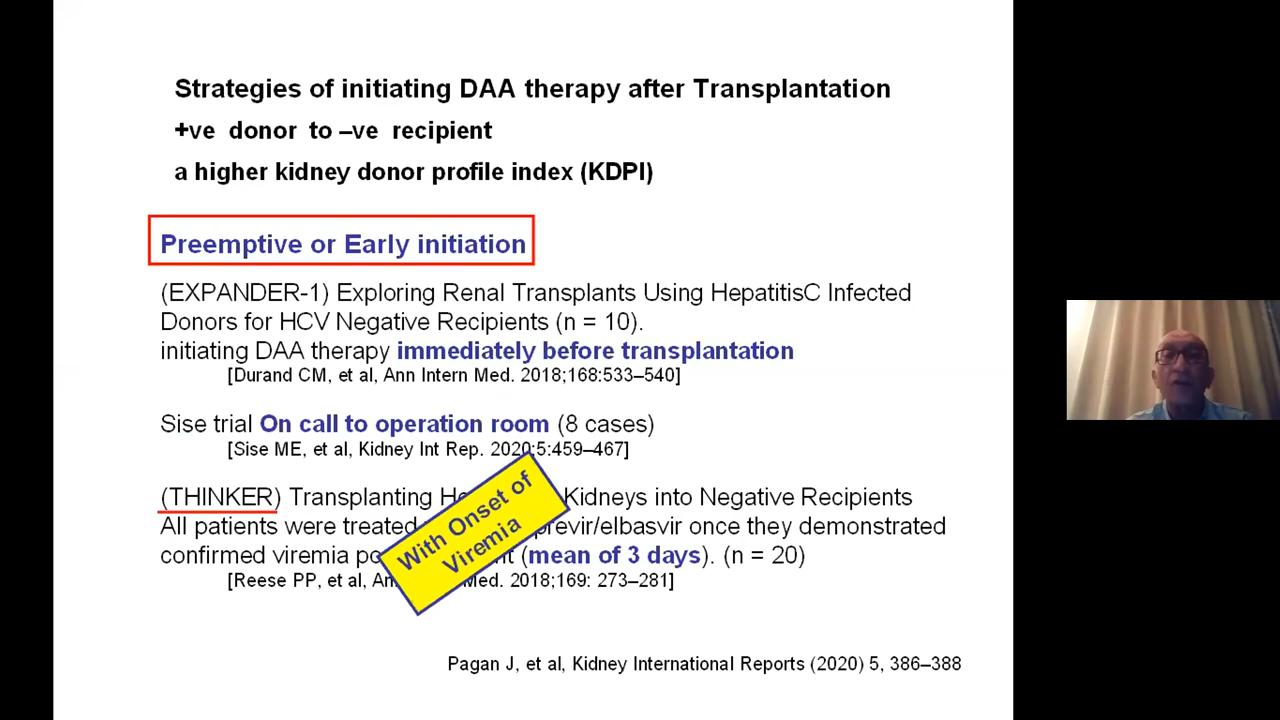 Strategies of initiating DAA therapy after Transplantation
+ve donor to –ve recipient
a higher kidney donor profile index (KDPI)
Preemptive or Early initiation
(EXPANDER-1) Exploring Renal Transplants Using HepatitisC Infected
Donors for HCV Negative Recipients (n = 10).
initiating DAA therapy immediately before transplantation
[Durand CM, et al, Ann Intern Med. 2018;168:533–540]
Sise trial On call to operation room (8 cases)
[Sise ME, et al, Kidney Int Rep. 2020;5:459–467]
(THINKER) Transplanting Kidneys into Negative Recipients
All patients were treated once they demonstrated
confirmed viremia (mean of 3 days). (n = 20)
[Reese PP, et al, Med. 2018;169: 273–281]
With Onset of
Viremia
Pagan J, et al, Kidney International Reports (2020) 5, 386–388